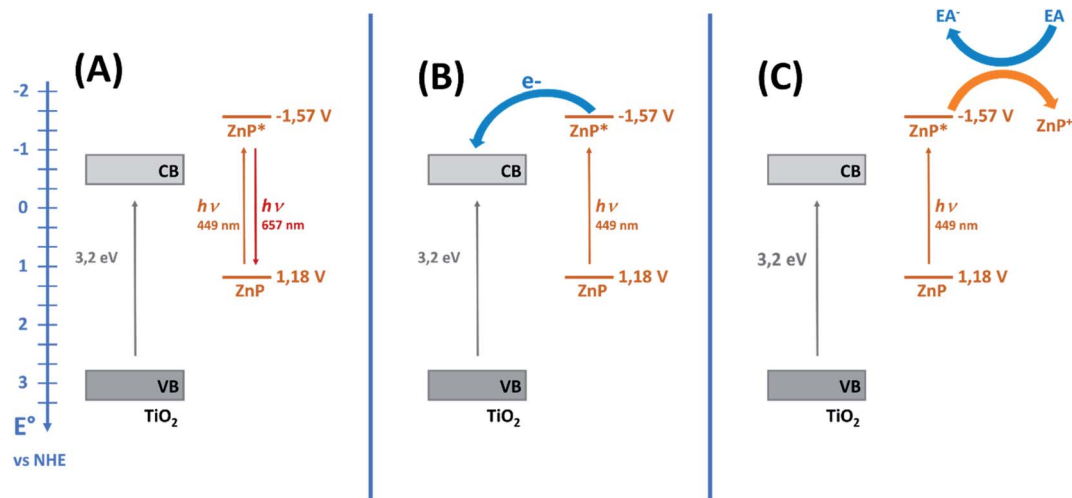 (A)
-2
-1
0
1
2
3
E°
vs NHE
-1,57 V
ZnP*
CB
hν
449 nm
hν
657 nm
3,2 eV
1,18 V
ZnP
VB
TiO₂
(B)
e-
-1,57 V
ZnP*
CB
hν
449 nm
3,2 eV
1,18 V
ZnP
VB
TiO₂
(C)
EA⁻
EA
-1,57 V
ZnP*
ZnP⁺
CB
hν
449 nm
3,2 eV
1,18 V
ZnP
VB
TiO₂